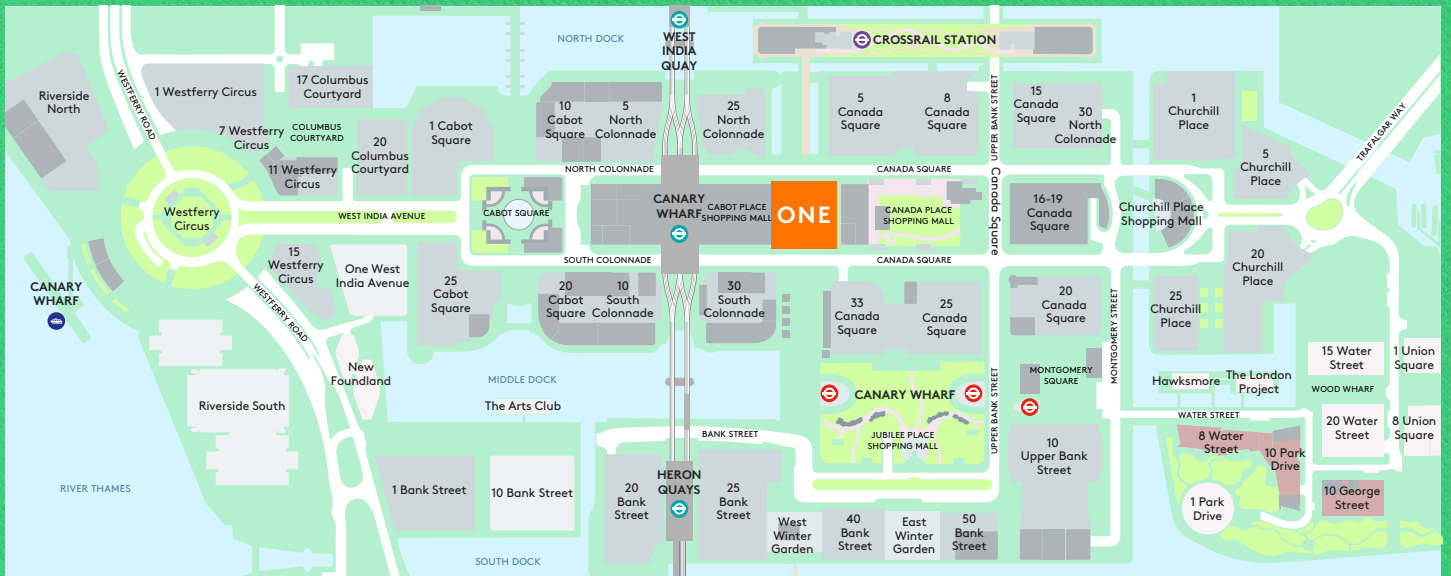 NORTH DOCK
WEST
INDIA
QUAY
CROSSRAIL STATION
Riverside
North
WESTFERRY ROAD
1 Westferry Circus
17 Columbus
Courtyard
7 Westferry
Circus
COLUMBUS
COURTYARD
11 Westferry
Circus
20
Columbus
Courtyard
1 Cabot
Square
10
Cabot
Square
5
North
Colonnade
25
North
Colonnade
5
Canada
Square
8
Canada
Square
UPPER BANK STREET
15
Canada
Square
30
North
Colonnade
1
Churchill
Place
5
Churchill
Place
TRAFALGAR WAY
NORTH COLONNADE
CANADA SQUARE
Westferry
Circus
WEST INDIA AVENUE
CABOT SQUARE
CANARY
WHARF
CABOT PLACE
SHOPPING MALL
ONE
CANADA PLACE
SHOPPING MALL
Canada Square
16-19
Canada
Square
Churchill Place
Shopping Mall
SOUTH COLONNADE
CANADA SQUARE
CANARY
WHARF
15
Westferry
Circus
One West
India Avenue
25
Cabot
Square
20
Cabot
Square
10
South
Colonnade
30
South
Colonnade
33
Canada
Square
25
Canada
Square
20
Canada
Square
MONTGOMERY STREET
25
Churchill
Place
20
Churchill
Place
WESTFERRY ROAD
New
Foundland
MIDDLE DOCK
The Arts Club
Riverside South
CANARY WHARF
JUBILEE PLACE
SHOPPING MALL
UPPER BANK STREET
MONTGOMERY
SQUARE
Hawksmore
The London
Project
15 Water
Street
1 Union
Square
WOOD WHARF
WATER STREET
20 Water
Street
8 Union
Square
8 Water
Street
10 Park
Drive
BANK STREET
HERON
QUAYS
10
Upper Bank
Street
RIVER THAMES
1 Bank Street
10 Bank Street
20
Bank
Street
25
Bank
Street
West
Winter
Garden
40
Bank
Street
East
Winter
Garden
50
Bank
Street
1 Park
Drive
10 George
Street
SOUTH DOCK